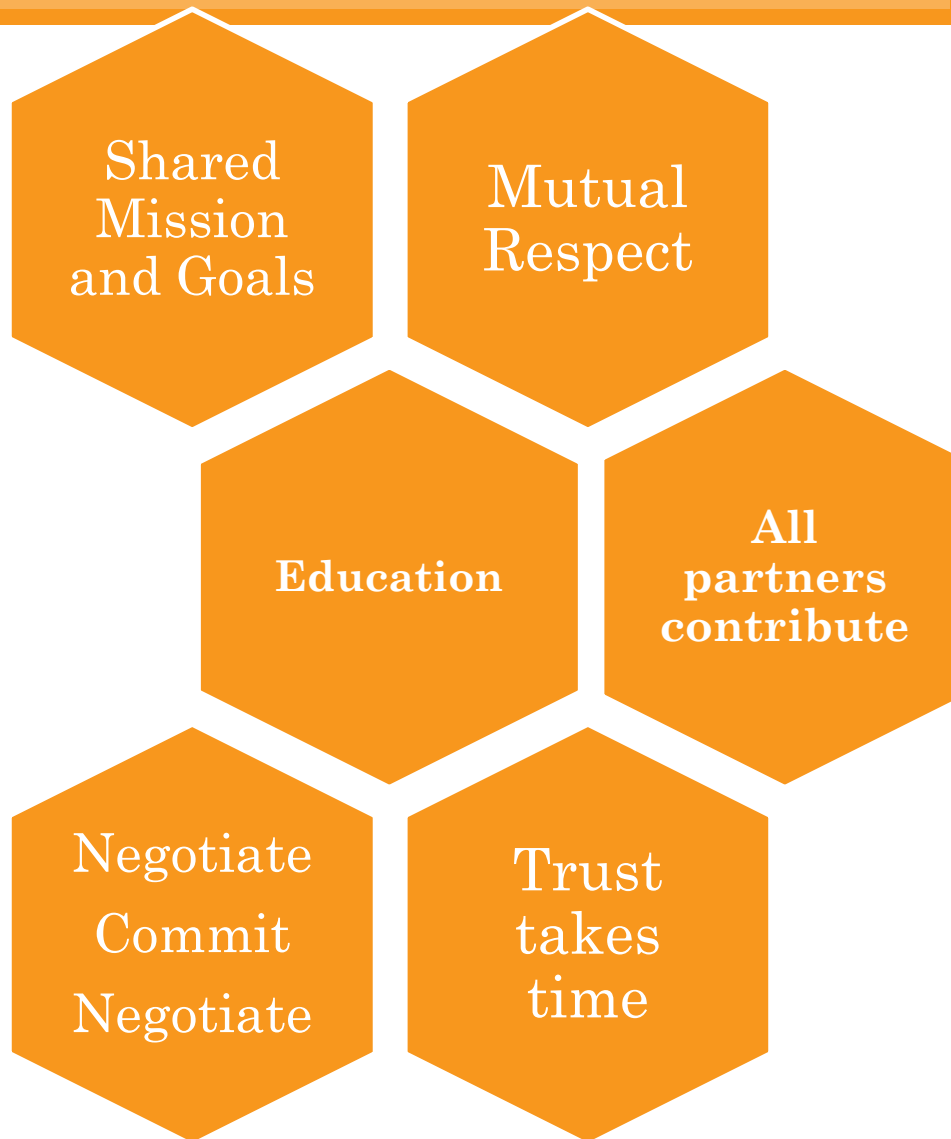 Shared
Mission
and Goals
Mutual
Respect
Education
All
partners
contribute
Negotiate
Commit
Negotiate
Trust
takes
time